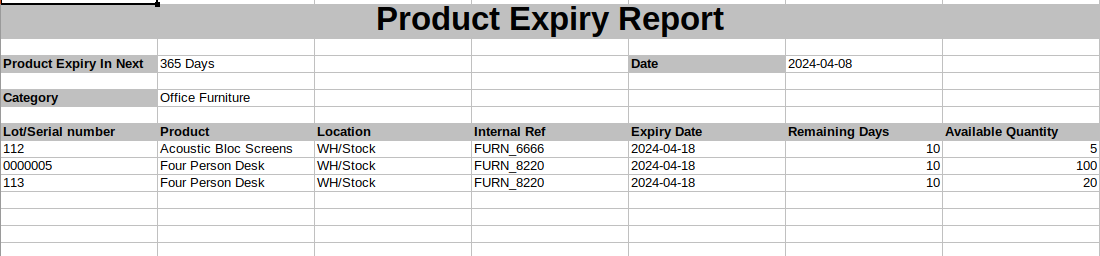 Product Expiry Report
Product Expiry In Next 365 Days Date 2024-04-08
Category Office Furniture
Lot/Serial number Product Location Internal Ref Expiry Date Remaining Days Available Quantity
112 Acoustic Bloc Screens WH/Stock FURN_6666 2024-04-18 10 5
0000005 Four Person Desk WH/Stock FURN_8220 2024-04-18 10 100
113 Four Person Desk WH/Stock FURN_8220 2024-04-18 10 20